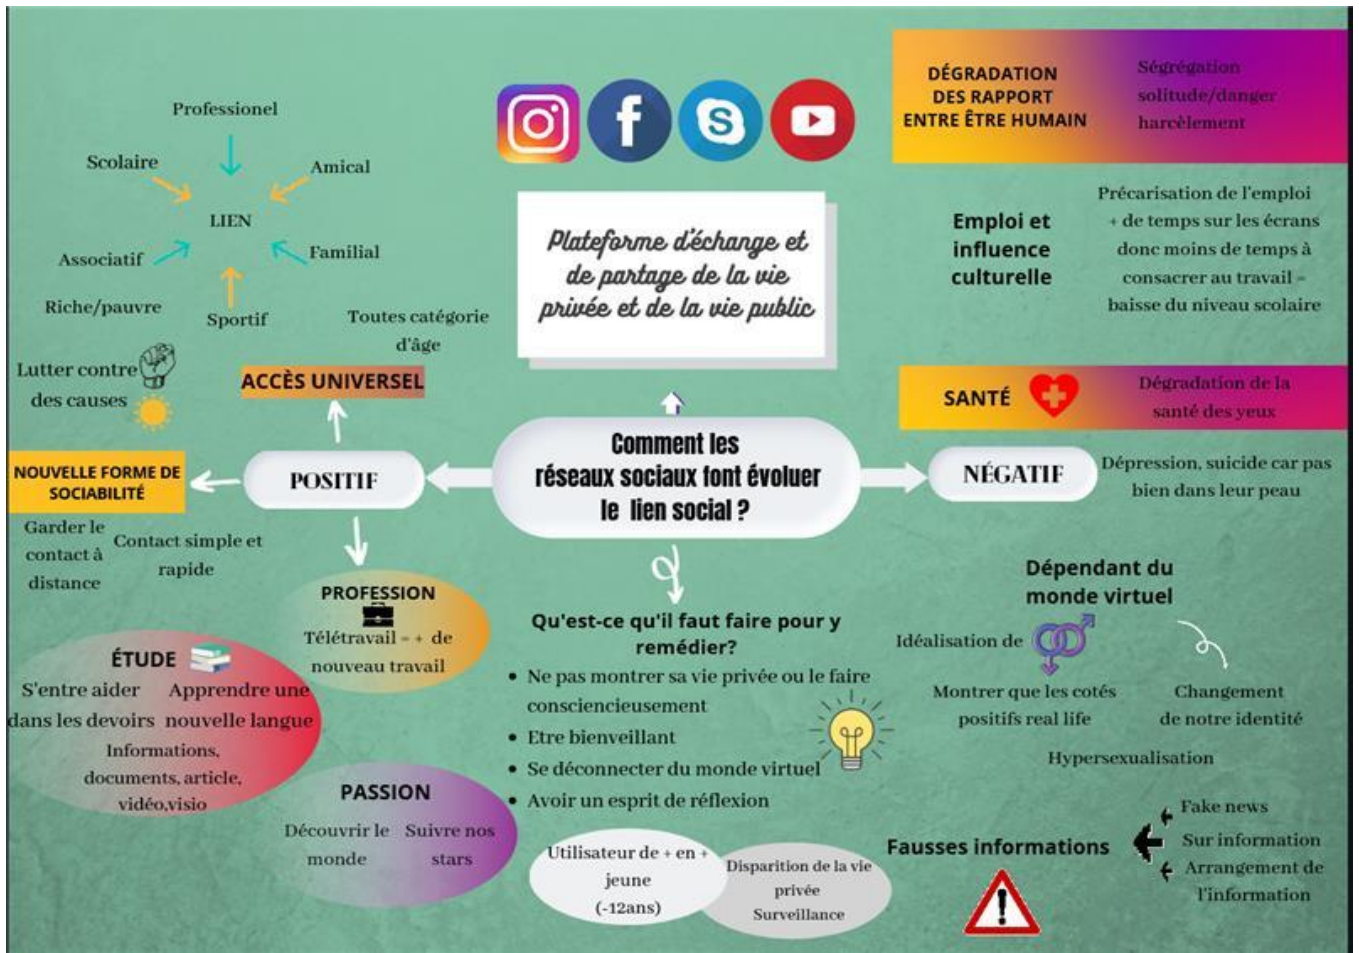 Professionel
Scolaire
Amical
LIEN
Associatif
Familial
Riche/pauvre
Sportif
Toutes catégorie
d'âge
Lutter contre
des causes
ACCÈS UNIVERSEL
NOUVELLE FORME DE
SOCIABILITÉ
POSITIF
Garder le
contact à
distance
Contact simple et
rapide
PROFESSION
Télétravail = + de
nouveau travail
ÉTUDE
S'entre aider
dans les devoirs
Apprendre une
nouvelle langue
Informations,
documents, article,
vidéo,visio
PASSION
Découvrir le
monde
Suivre nos
stars
Plateforme d'échange et
de partage de la vie
privée et de la vie public
Comment les
réseaux sociaux font évoluer
le lien social ?
Qu'est-ce qu'il faut faire pour y
remédier?
• Ne pas montrer sa vie privée ou le faire
consciencieusement
• Etre bienveillant
• Se déconnecter du monde virtuel
• Avoir un esprit de réflexion
Utilisateur de + en +
jeune
(-12ans)
Disparition de la vie
privée
Surveillance
DÉGRADATION
DES RAPPORT
ENTRE ÊTRE HUMAIN
Ségrégation
solitude/danger
harcèlement
Emploi et
influence
culturelle
Précarisation de l'emploi
+ de temps sur les écrans
donc moins de temps à
consacrer au travail =
baisse du niveau scolaire
SANTÉ
Dégradation de la
santé des yeux
NÉGATIF
Dépression, suicide car pas
bien dans leur peau
Dépendant du
monde virtuel
Idéalisation de
Montrer que les cotés
positifs real life
Changement
de notre identité
Hypersexualisation
Fausses informations
Fake news
Sur information
Arrangement de
l'information